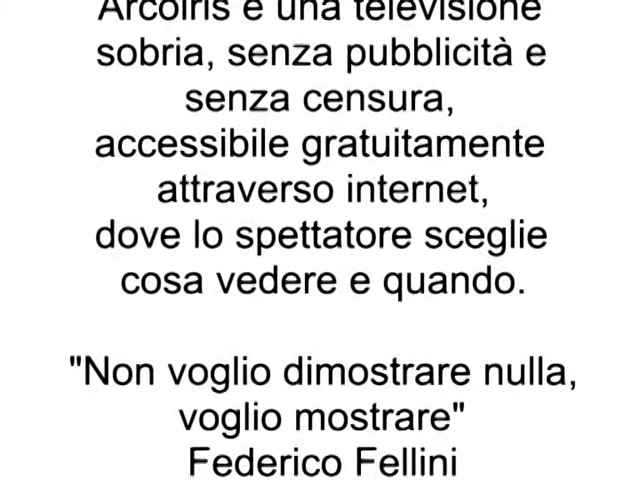 Arcoiris è una televisione
sobria, senza pubblicità e
senza censura,
accessibile gratuitamente
attraverso internet,
dove lo spettatore sceglie
cosa vedere e quando.
"Non voglio dimostrare nulla,
voglio mostrare"
Federico Fellini